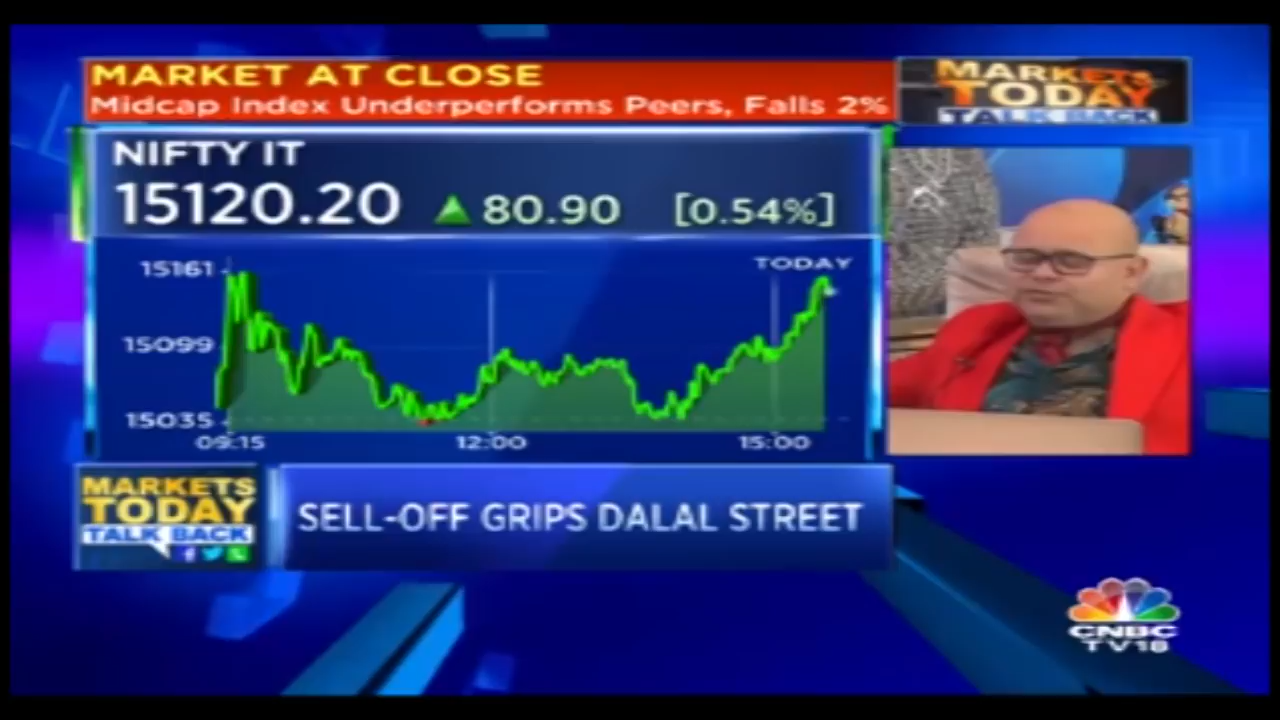 MARKET AT CLOSE
Midcap Index Underperforms Peers, Falls 2%
MARKETS
TODAY
TALK BACK
NIFTY IT
15120.20 ▲ 80.90 [0.54%]
TODAY
15161
15099
15035
09:15 12:00 15:00
MARKETS
TODAY
TALK BACK
SELL-OFF GRIPS DALAL STREET
CNBC
TV18